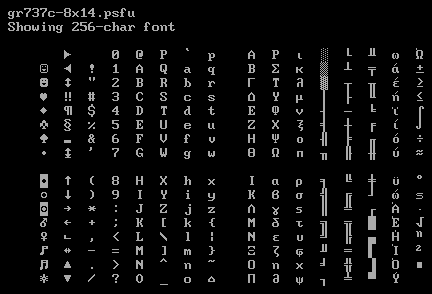 gr737c-8x14.psfu
Showing 256-char font
► 0 @ P ` p Α Ρ ι ░ └ ╨ ω Ώ
☺ ◄ ! 1 A Q a q Β Σ κ ▒ ┴ ╤ ά ±
☻ ↕ " 2 B R b r Γ Τ λ ▓ ┬ ╥ έ ≥
♥ ‼ # 3 C S c s Δ Υ μ │ ├ ╙ ή ≤
♦ ¶ $ 4 D T d t Ε Φ ν ┤ ─ ╘ ϊ ⌠
♣ § % 5 E U e u Ζ Χ ξ ╡ ┼ ╒ ί ⌡
♠ ▬ & 6 F V f v Η Ψ ο ╢ ╞ ╓ ό ÷
• ↨ ' 7 G W g w Θ Ω π ╖ ╟ ╫ ύ ≈
◘ ↑ ( 8 H X h x Ι α ρ ╕ ╚ ╪ ϋ °
○ ↓ ) 9 I Y i y Κ β σ ╣ ╔ ┘ ώ ∙
◙ → * : J Z j z Λ γ ς ║ ╩ ┌ Ά ·
♂ ← + ; K [ k { Μ δ τ ╗ ╦ █ Έ √
♀ ∟ , < L \ l | Ν ε υ ╝ ╠ ▄ Ή ⁿ
♪ ↔ - = M ] m } Ξ ζ φ ╜ ═ ▌ Ί ²
♫ ▲ . > N ^ n ~ Ο η χ ╛ ╬ ▐ Ό ■
☼ ▼ / ? O _ o ⌂ Π θ ψ ┐ ╧ ▀ Ύ